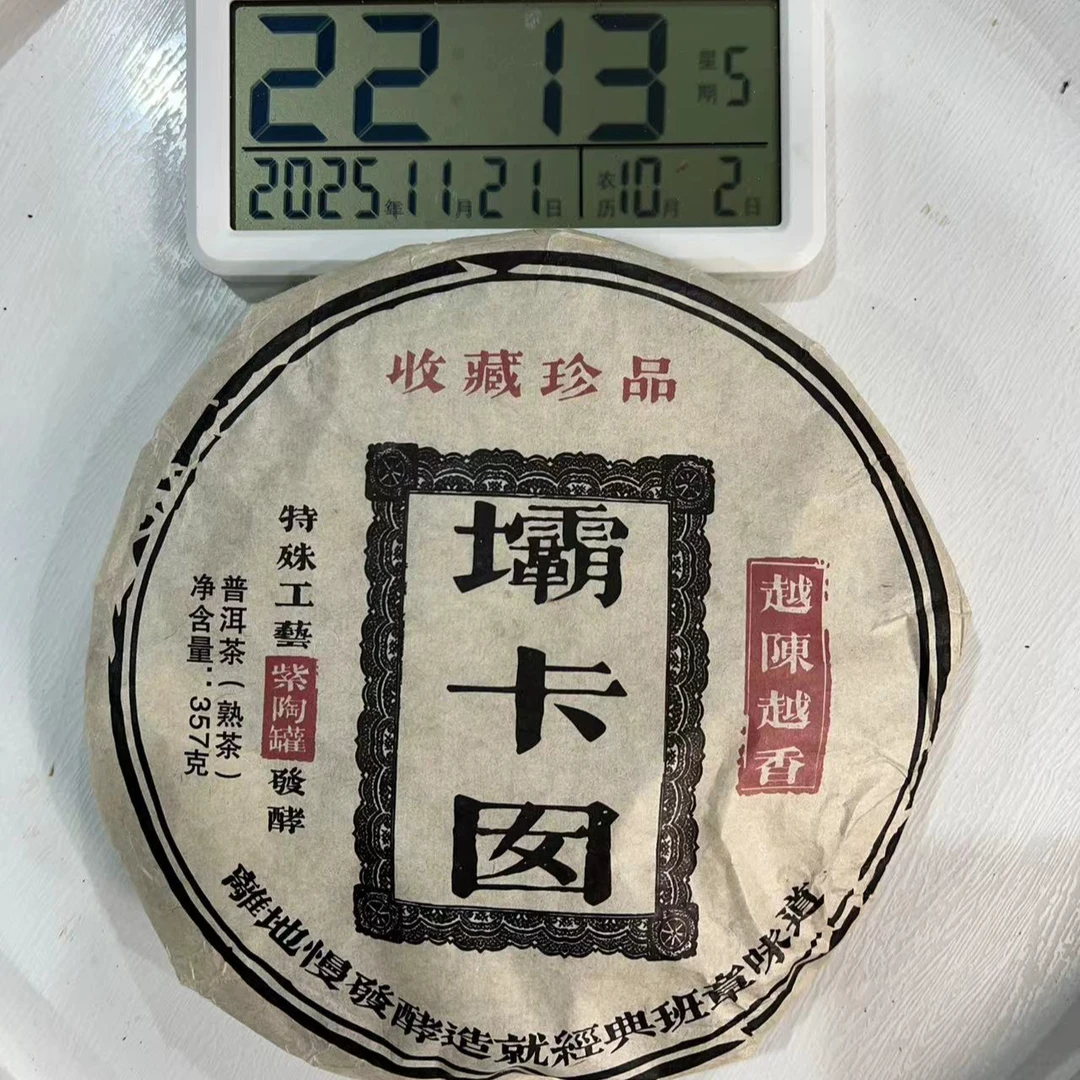 22 13 星期 5
2025年11月21日 农历10月2日
收藏珍品
壩卡囡
越陳越香
特殊工藝紫陶罐發酵
普洱茶(熟茶)
净含量:357克
離地慢發酵造就經典班章味道